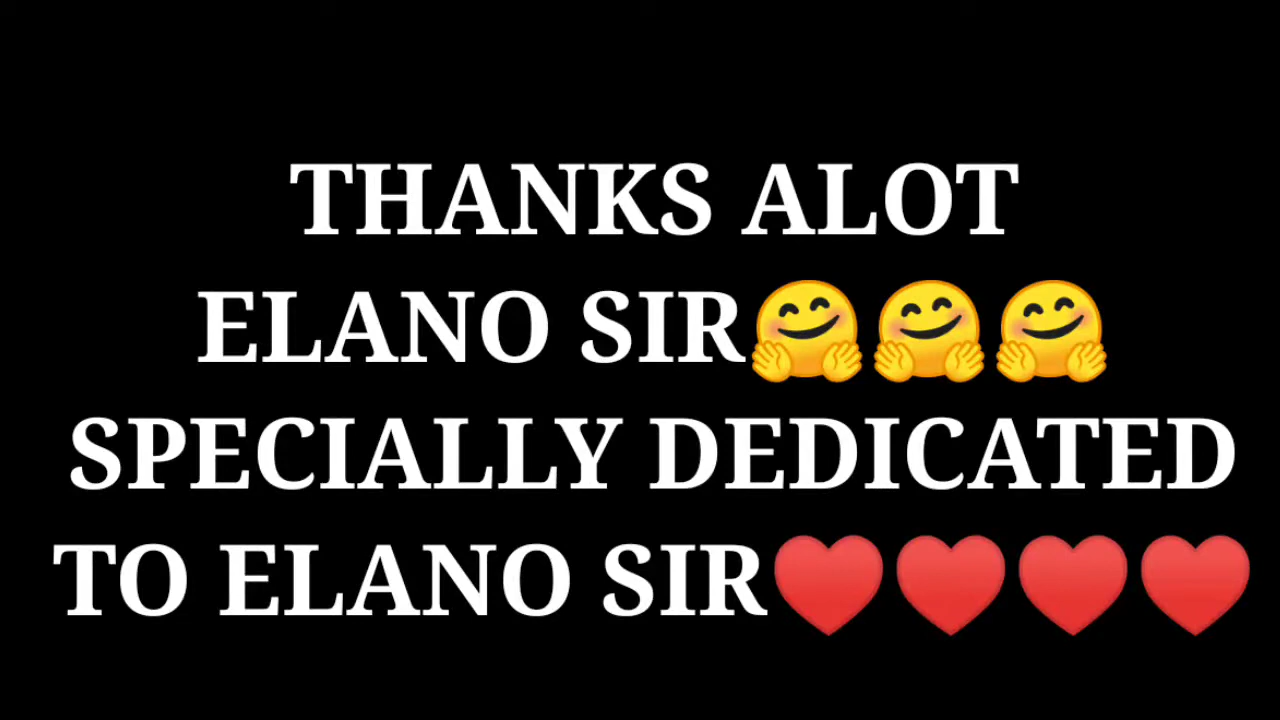 THANKS ALOT
ELANO SIR🤗🤗🤗
SPECIALLY DEDICATED
TO ELANO SIR♥️♥️♥️♥️